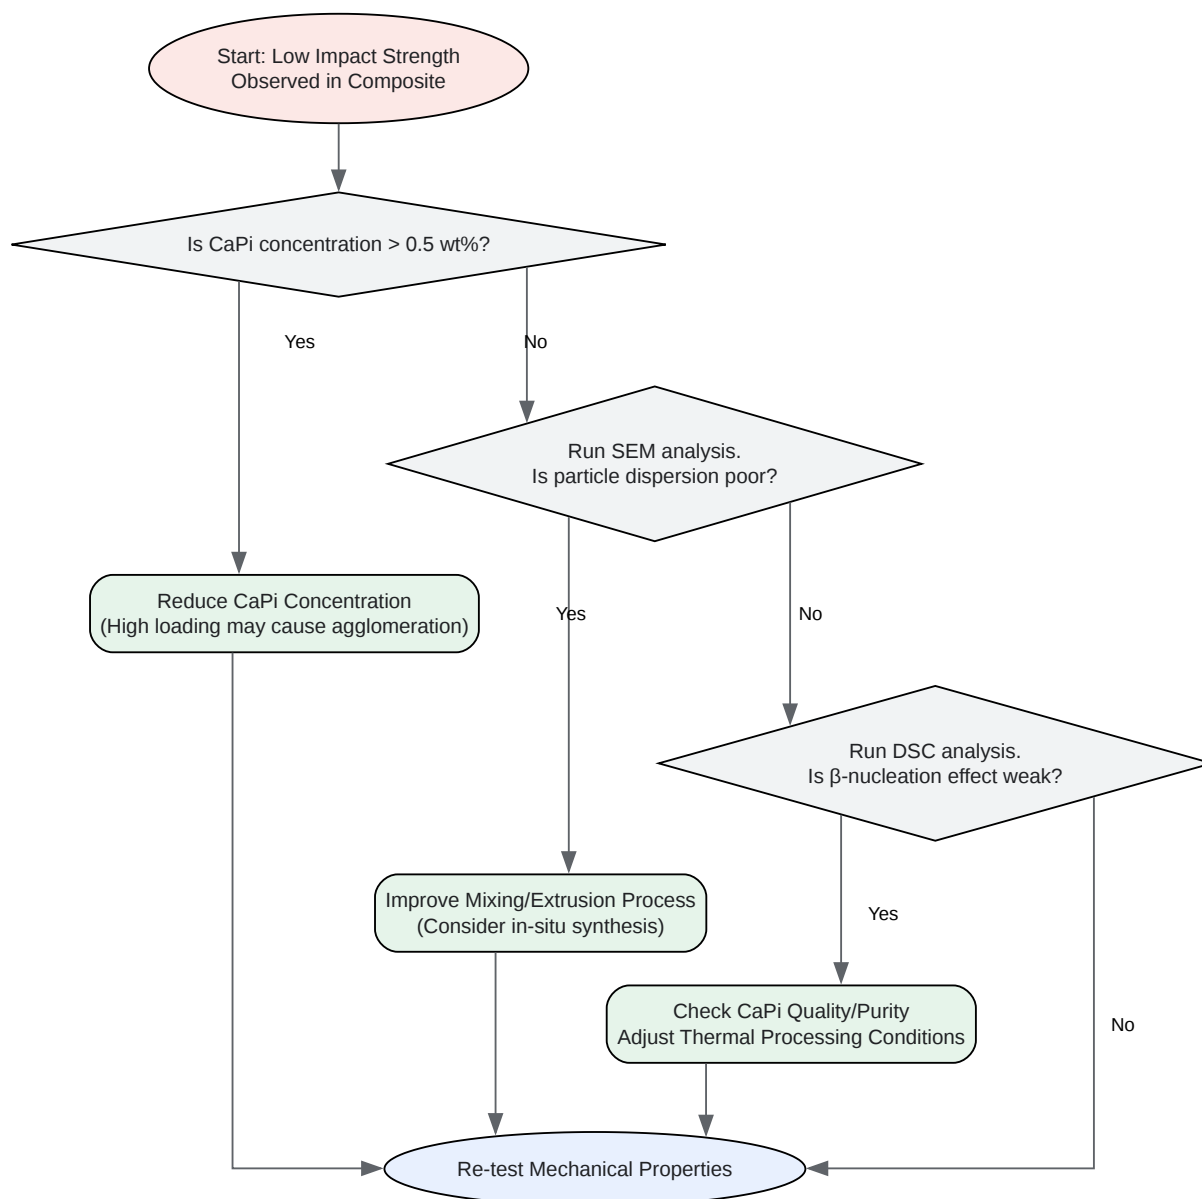 Start: Low Impact Strength
Observed in Composite
Is CaPi concentration > 0.5 wt%?
Yes
No
Run SEM analysis.
Is particle dispersion poor?
Reduce CaPi Concentration
(High loading may cause agglomeration)
Yes
No
Run DSC analysis.
Is β-nucleation effect weak?
Improve Mixing/Extrusion Process
(Consider in-situ synthesis)
Yes
Check CaPi Quality/Purity
Adjust Thermal Processing Conditions
No
Re-test Mechanical Properties